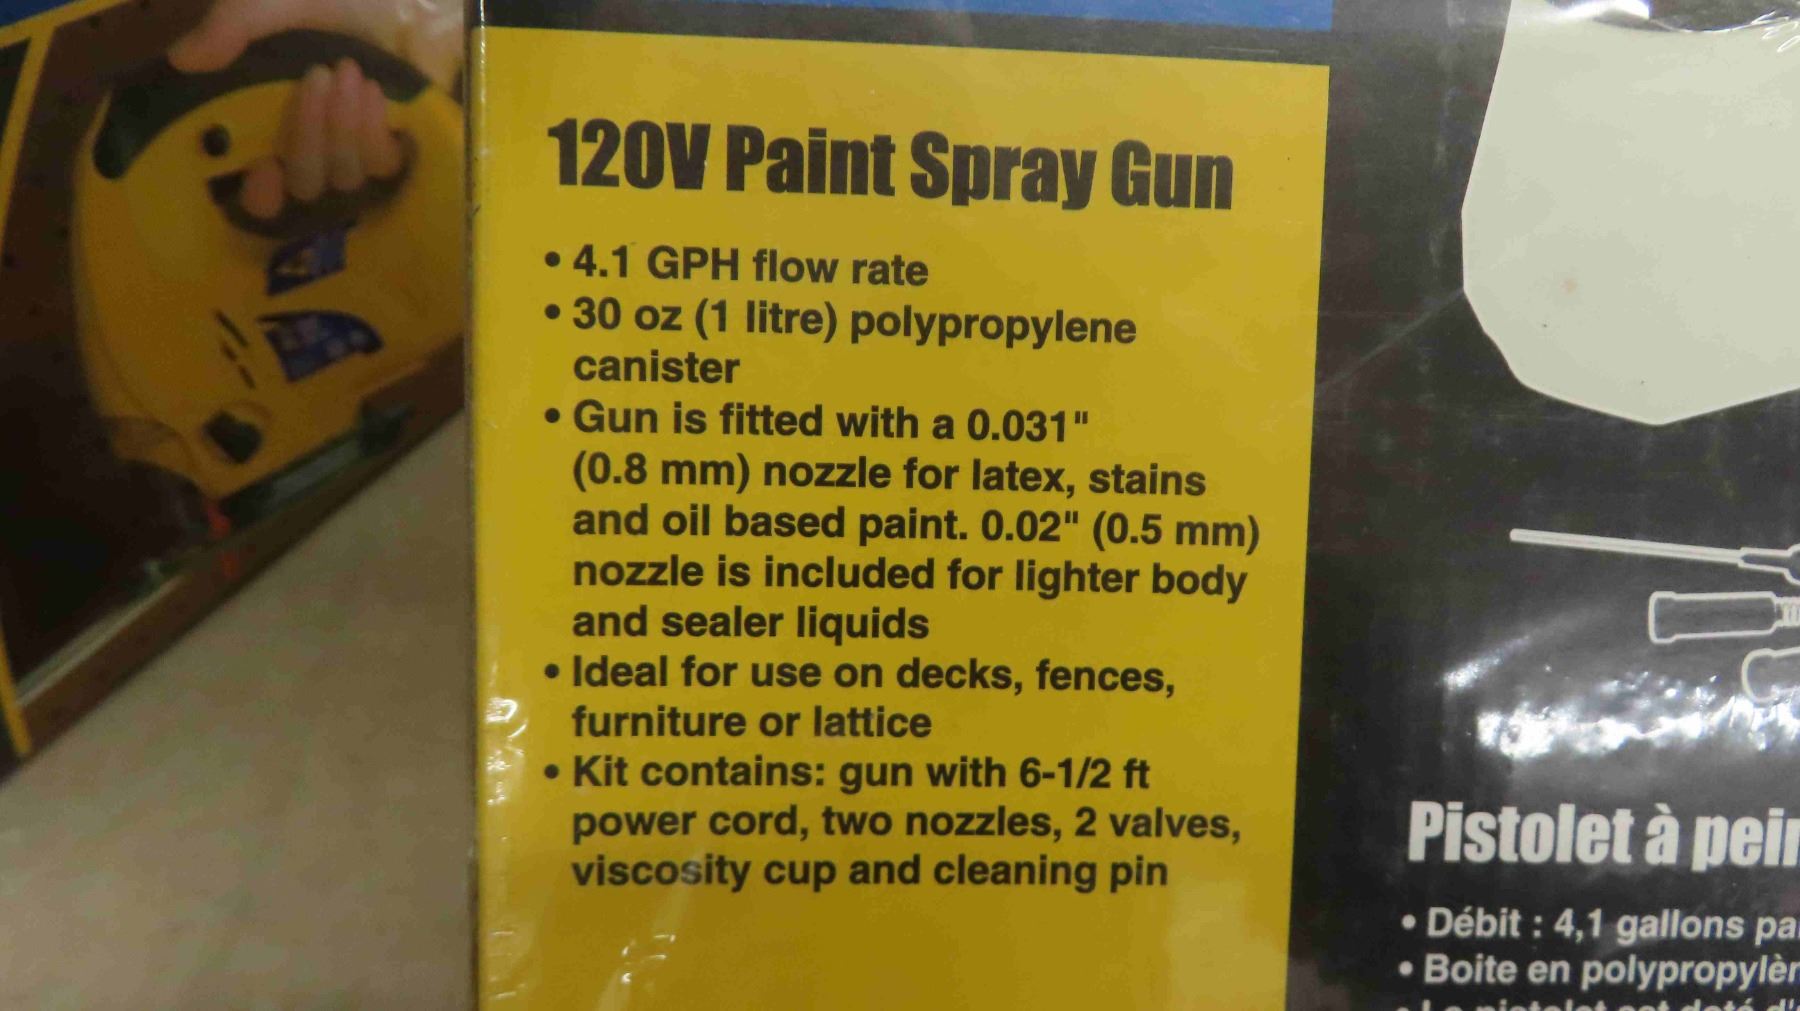 120V Paint Spray Gun
• 4.1 GPH flow rate
• 30 oz (1 litre) polypropylene
canister
• Gun is fitted with a 0.031"
(0.8 mm) nozzle for latex, stains
and oil based paint. 0.02" (0.5 mm)
nozzle is included for lighter body
and sealer liquids
• Ideal for use on decks, fences,
furniture or lattice
• Kit contains: gun with 6-1/2 ft
power cord, two nozzles, 2 valves,
viscosity cup and cleaning pin
Pistolet à
• Débit : 4,1 gallons
• Boite en
• Le pistolet est doté